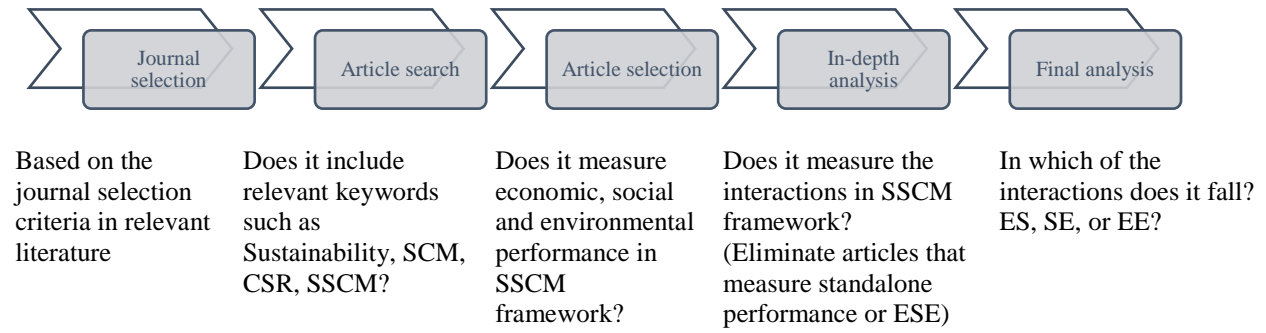 Journal
selection
Article search
Article selection
In-depth
analysis
Final analysis
Based on the
journal selection
criteria in relevant
literature
Does it include
relevant keywords
such as
Sustainability, SCM,
CSR, SSCM?
Does it measure
economic, social
and environmental
performance in
SSCM
framework?
Does it measure the
interactions in SSCM
framework?
(Eliminate articles that
measure standalone
performance or ESE)
In which of the
interactions does it fall?
ES, SE, or EE?